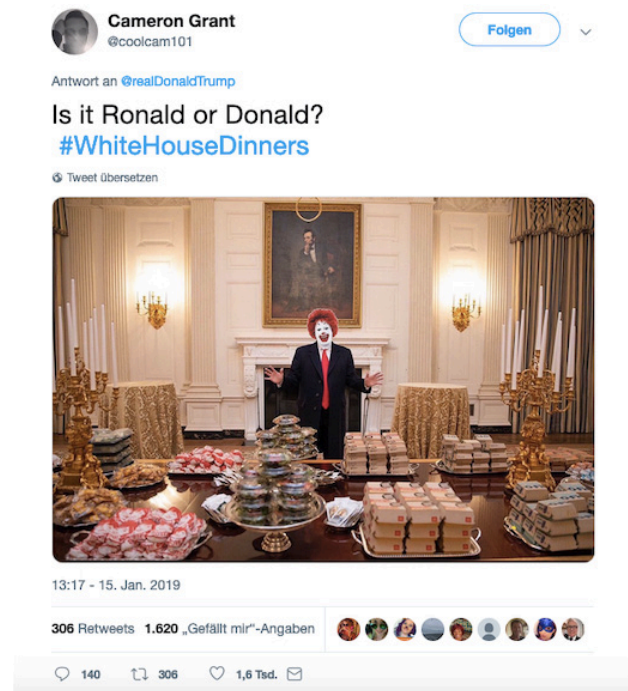 Cameron Grant
@coolcam101
Folgen
Antwort an @realDonaldTrump
Is it Ronald or Donald?
#WhiteHouseDinners
Tweet übersetzen
13:17 - 15. Jan. 2019
306 Retweets 1.620 „Gefällt mir“-Angaben
140 306 1,6 Tsd.